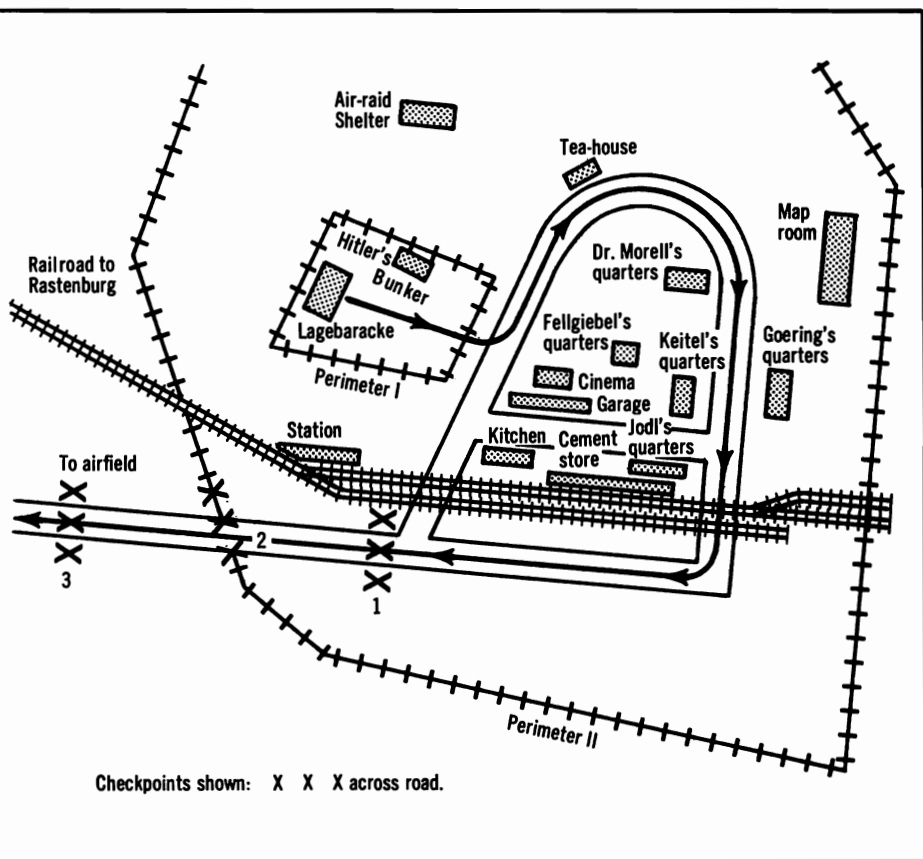 Air-raid
Shelter
Tea-house
Map
room
Hitler's
Bunker
Dr. Morell's
quarters
Railroad to
Rastenburg
Lagebaracke
Fellgiebel's
quarters
Keitel's
quarters
Goering's
quarters
Perimeter I
Cinema
Garage
Station
Kitchen
Cement
store
Jodl's
quarters
To airfield
2
3
1
Perimeter II
Checkpoints shown: X X X across road.